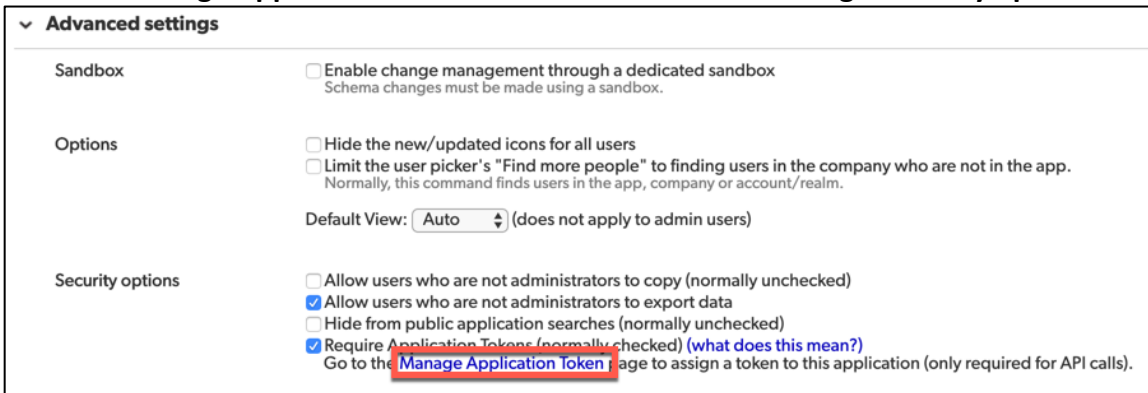 Advanced settings
Sandbox
Enable change management through a dedicated sandbox
Schema changes must be made using a sandbox.
Options
Hide the new/updated icons for all users
Limit the user picker's "Find more people" to finding users in the company who are not in the app.
Normally, this command finds users in the app, company or account/realm.
Default View: Auto (does not apply to admin users)
Security options
Allow users who are not administrators to copy (normally unchecked)
Allow users who are not administrators to export data
Hide from public application searches (normally unchecked)
Require Application Tokens (normally checked) (what does this mean?)
Go to the Manage Application Token page to assign a token to this application (only required for API calls).